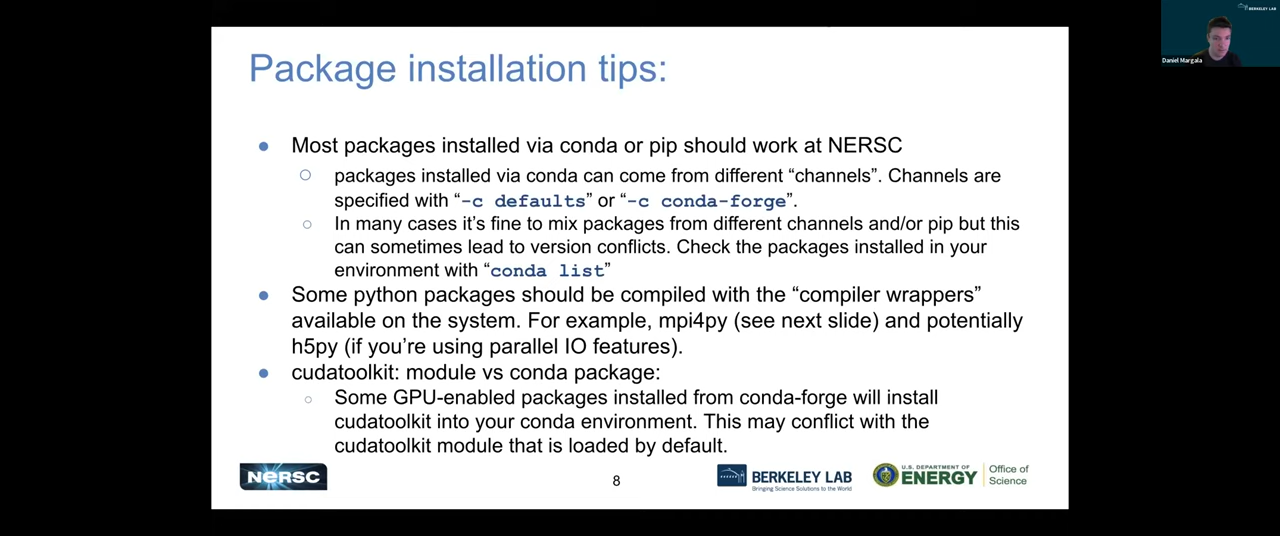 BERKELEY LAB
Daniel Margala
Package installation tips:
● Most packages installed via conda or pip should work at NERSC
○ packages installed via conda can come from different “channels”. Channels are
specified with “-c defaults” or “-c conda-forge”.
○ In many cases it’s fine to mix packages from different channels and/or pip but this
can sometimes lead to version conflicts. Check the packages installed in your
environment with “conda list”
● Some python packages should be compiled with the “compiler wrappers”
available on the system. For example, mpi4py (see next slide) and potentially
h5py (if you’re using parallel IO features).
● cudatoolkit: module vs conda package:
○ Some GPU-enabled packages installed from conda-forge will install
cudatoolkit into your conda environment. This may conflict with the
cudatoolkit module that is loaded by default.
NERSC
8
BERKELEY LAB
Bringing Science Solutions to the World
U.S. DEPARTMENT OF
ENERGY
Office of
Science